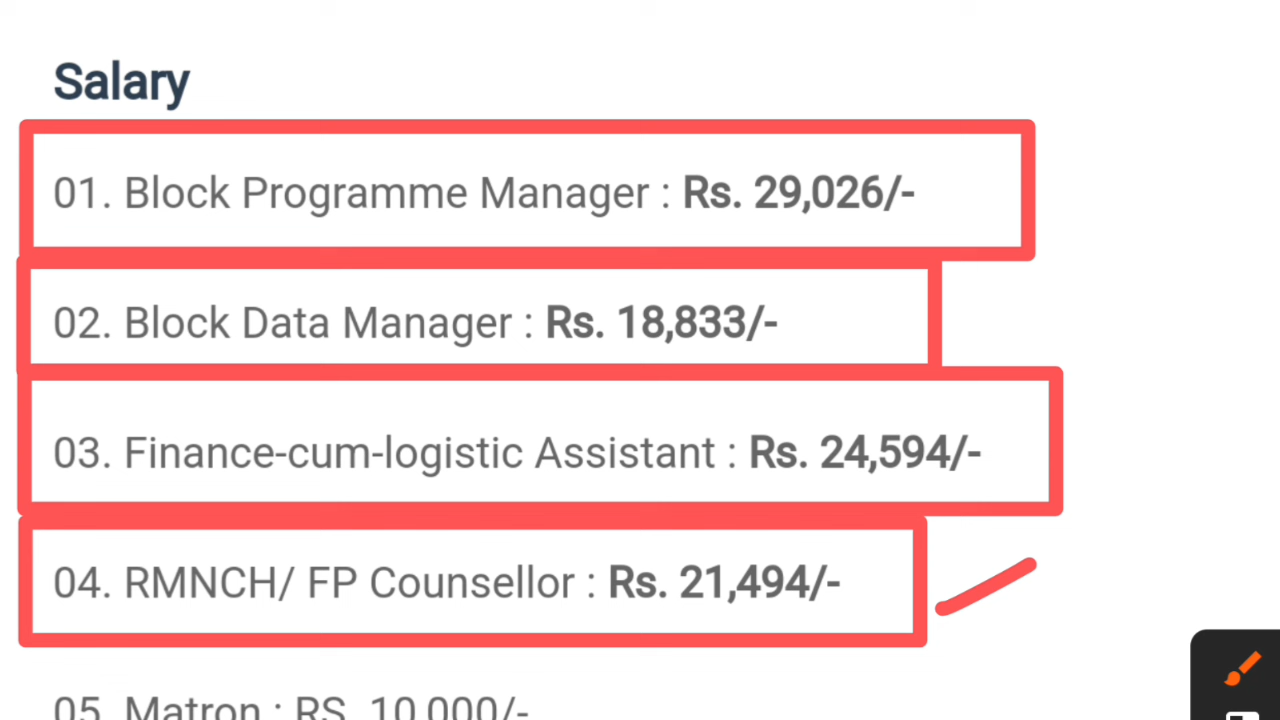 Salary
01. Block Programme Manager : Rs. 29,026/-
02. Block Data Manager : Rs. 18,833/-
03. Finance-cum-logistic Assistant : Rs. 24,594/-
04. RMNCH/ FP Counsellor : Rs. 21,494/-
05. Matron : RS. 10,000/-